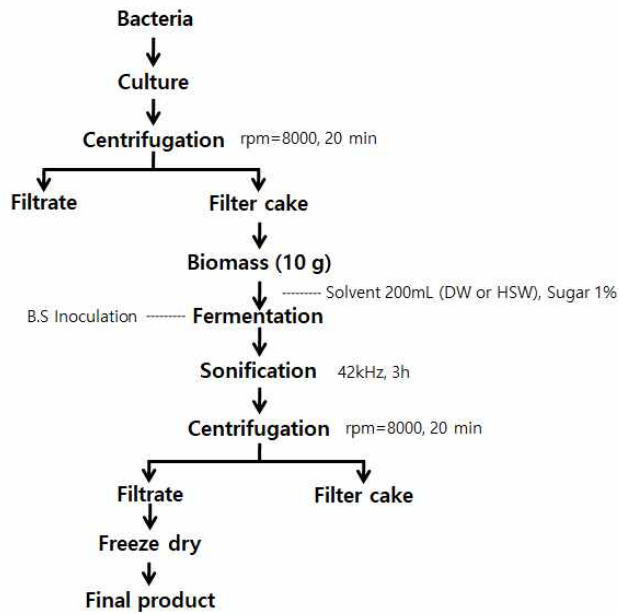 Bacteria
Culture
Centrifugation rpm=8000, 20 min
Filtrate Filter cake
Biomass (10 g)
--------- Solvent 200mL (DW or HSW), Sugar 1%
B.S Inoculation -------- Fermentation
Sonification 42kHz, 3h
Centrifugation rpm=8000, 20 min
Filtrate Filter cake
Freeze dry
Final product